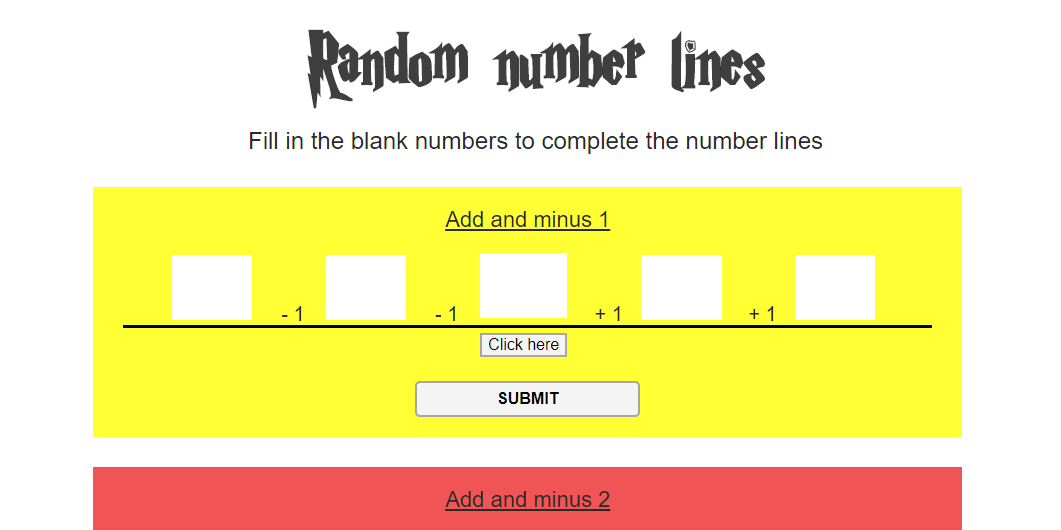 Random number lines
Fill in the blank numbers to complete the number lines
Add and minus 1
- 1 - 1 + 1 + 1
Click here
SUBMIT
Add and minus 2